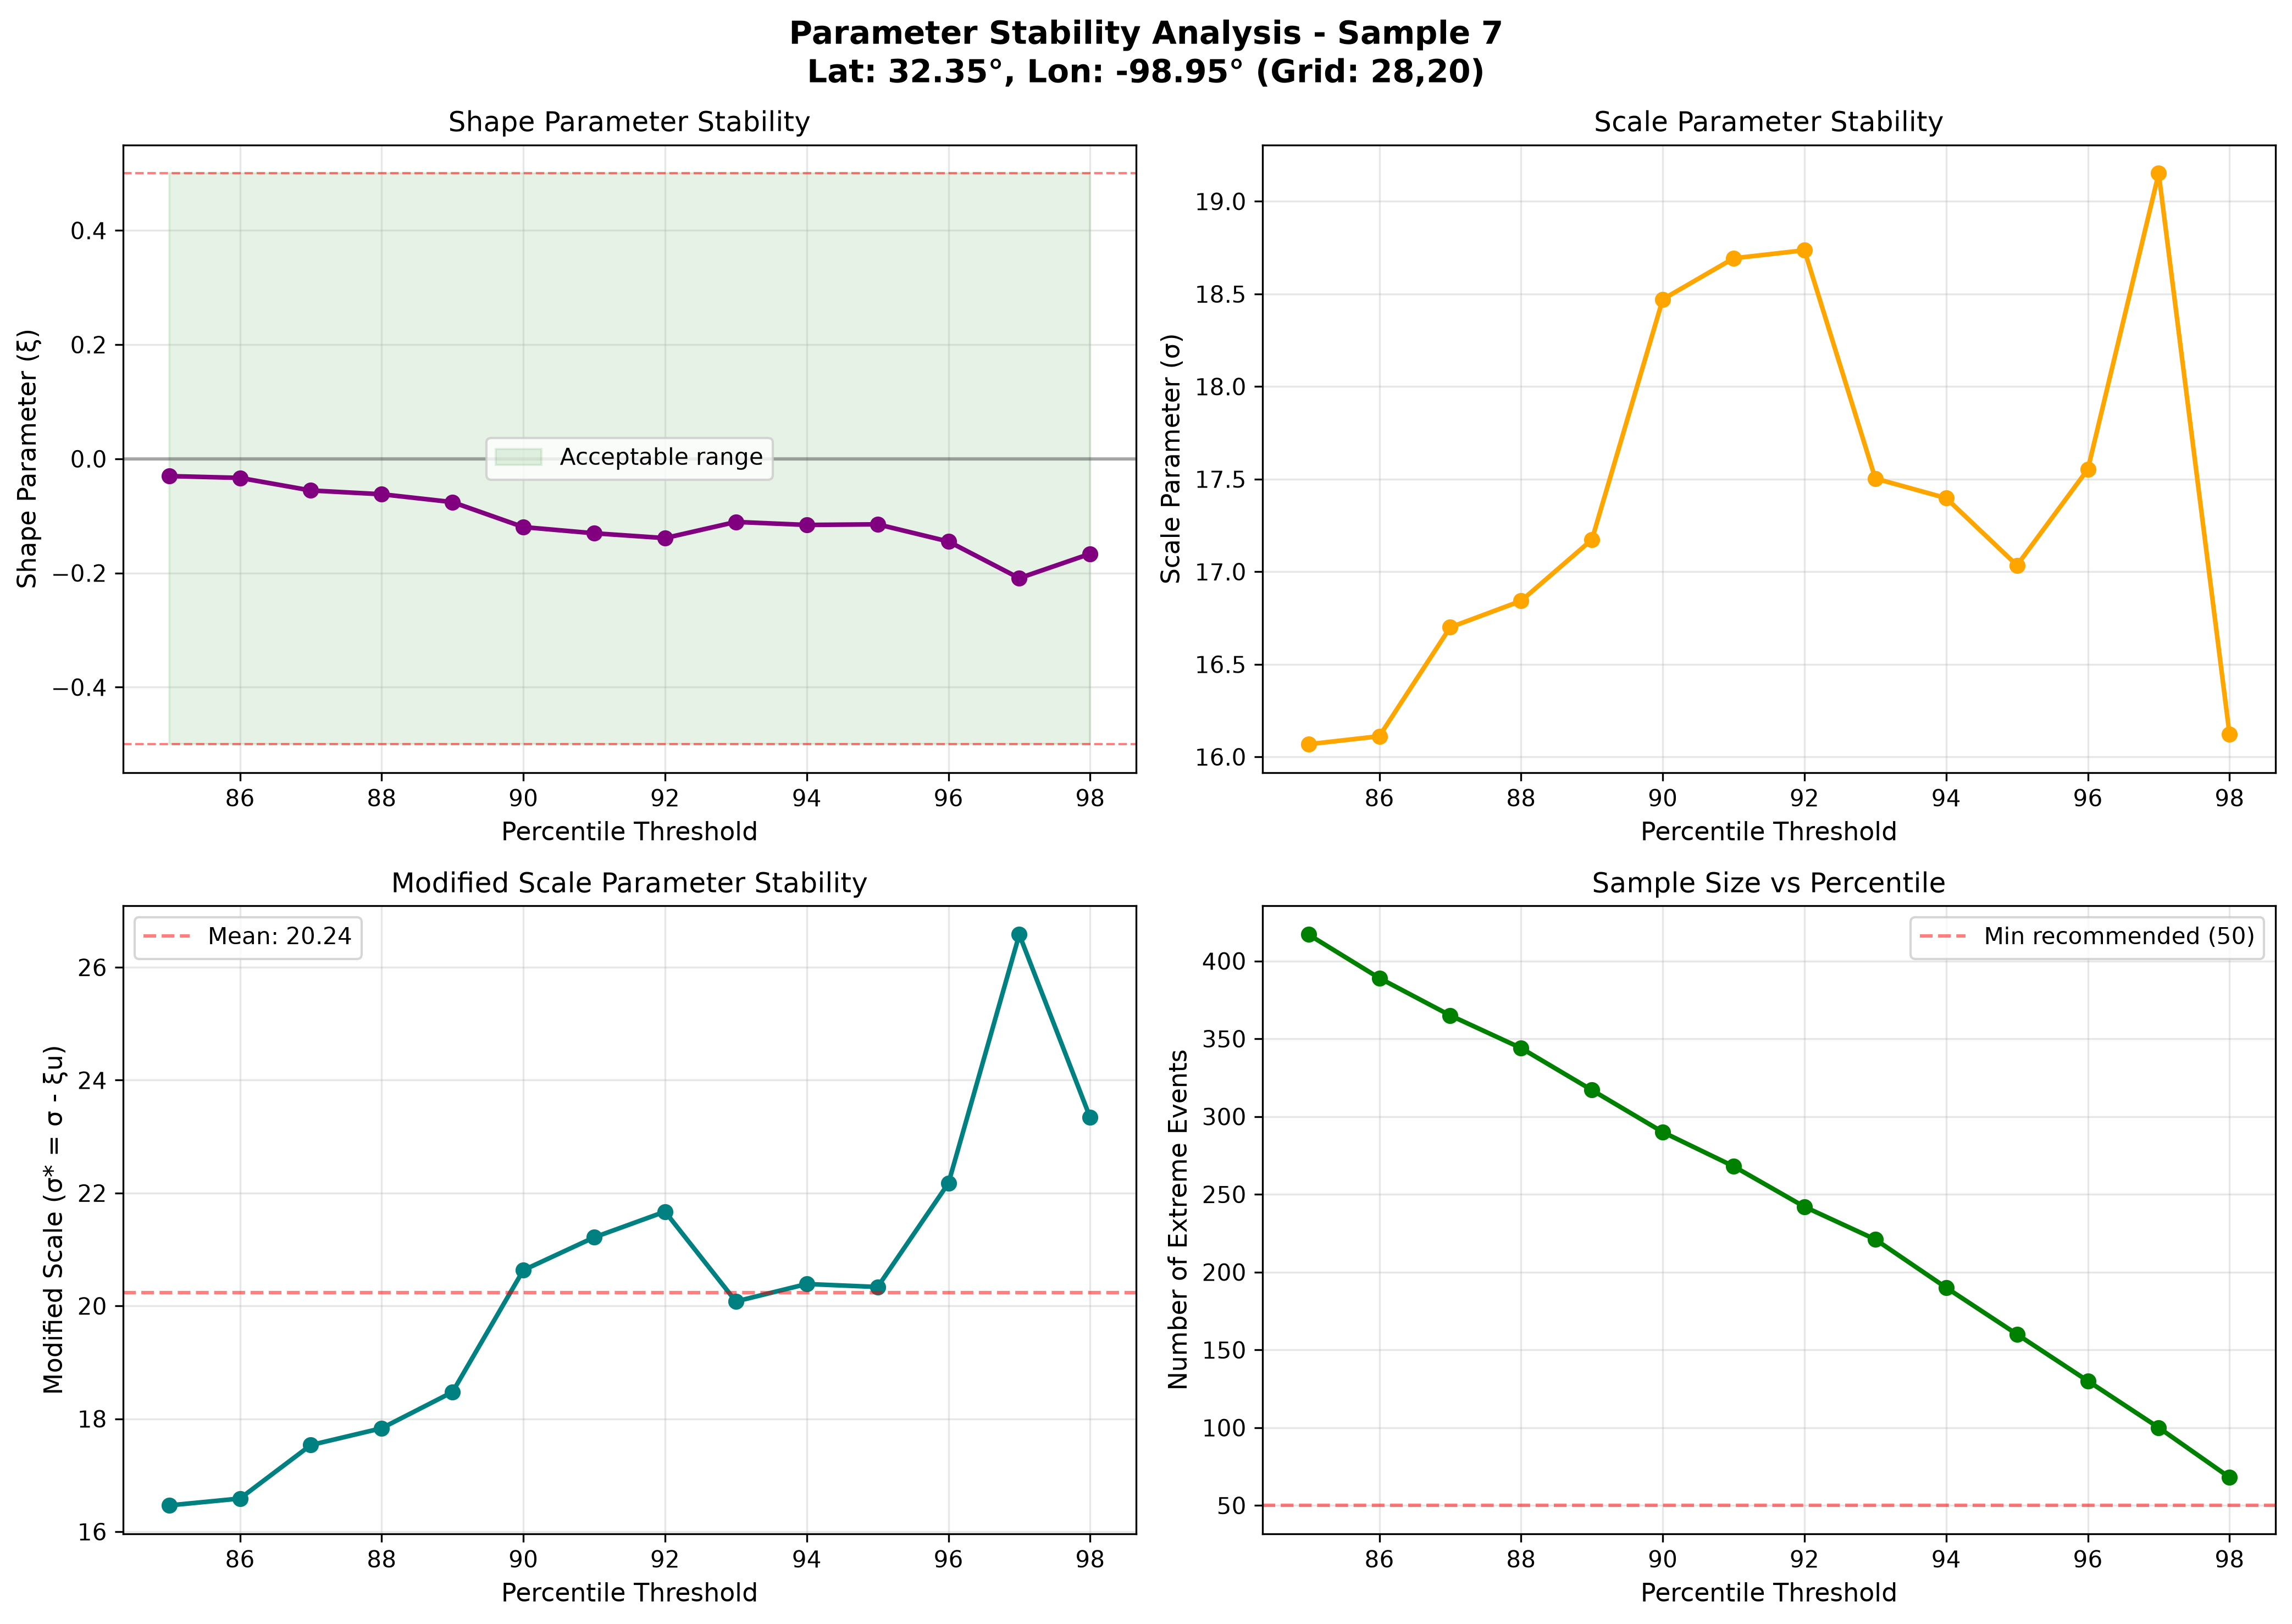 Parameter Stability Analysis - Sample 7
Lat: 32.35°, Lon: -98.95° (Grid: 28,20)
Shape Parameter Stability
Shape Parameter (ξ)
0.4
0.2
0.0
−0.2
−0.4
Acceptable range
86 88 90 92 94 96 98
Percentile Threshold
Scale Parameter Stability
Scale Parameter (σ)
19.0
18.5
18.0
17.5
17.0
16.5
16.0
86 88 90 92 94 96 98
Percentile Threshold
Modified Scale Parameter Stability
Modified Scale (σ* = σ - ξu)
Mean: 20.24
26
24
22
20
18
16
86 88 90 92 94 96 98
Percentile Threshold
Sample Size vs Percentile
Number of Extreme Events
Min recommended (50)
400
350
300
250
200
150
100
50
86 88 90 92 94 96 98
Percentile Threshold